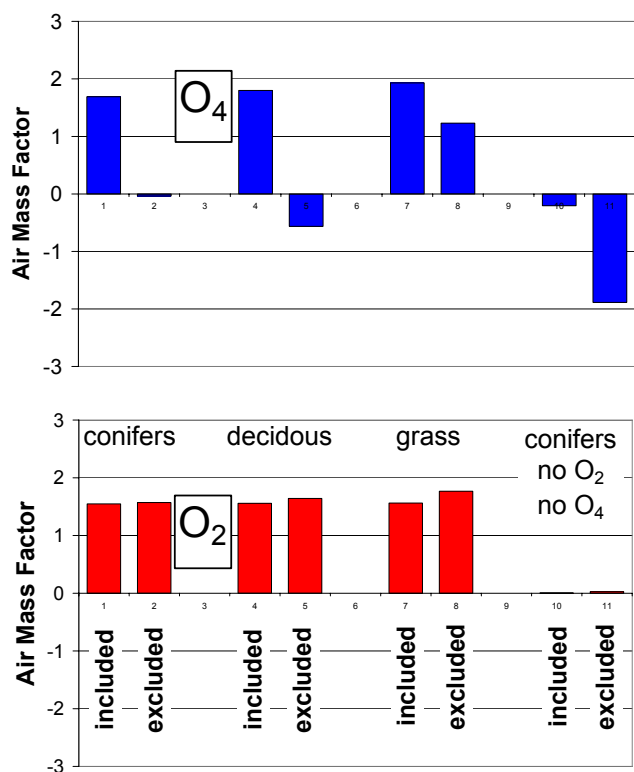 3
2
1
0
-1
-2
-3
Air Mass Factor
O₄
1 2 3 4 5 6 7 8 9 10 11
3
2
1
0
-1
-2
-3
Air Mass Factor
conifers decidous grass conifers
no O₂
no O₄
O₂
1 2 3 4 5 6 7 8 9 10 11
included excluded included excluded included excluded included excluded